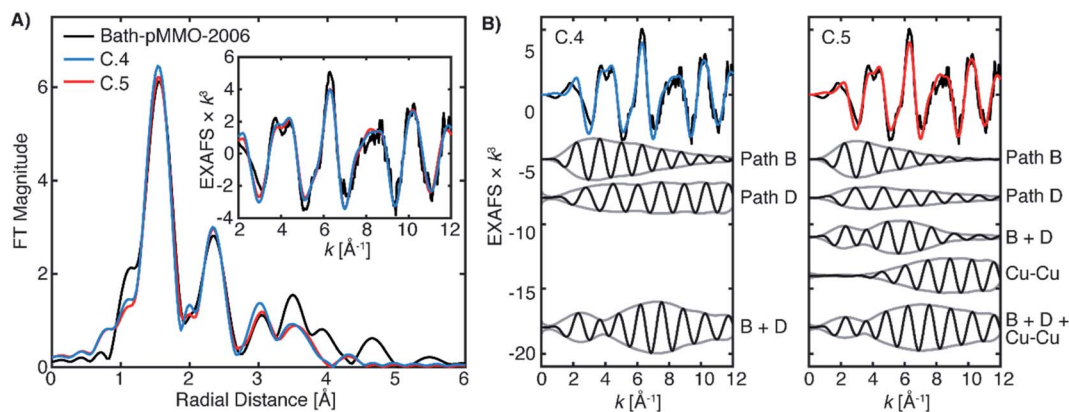 A)
Bath-pMMO-2006
C.4
C.5
FT Magnitude
6
4
2
0
0 1 2 3 4 5 6
Radial Distance [Å]
EXAFS × k³
6
4
2
0
-2
-4
2 4 6 8 10 12
k [Å⁻¹]
B)
C.4
EXAFS × k³
5
0
-5
-10
-15
-20
Path B
Path D
B + D
0 2 4 6 8 10 12
k [Å⁻¹]
C.5
Path B
Path D
B + D
Cu-Cu
B + D +
Cu-Cu
0 2 4 6 8 10 12
k [Å⁻¹]